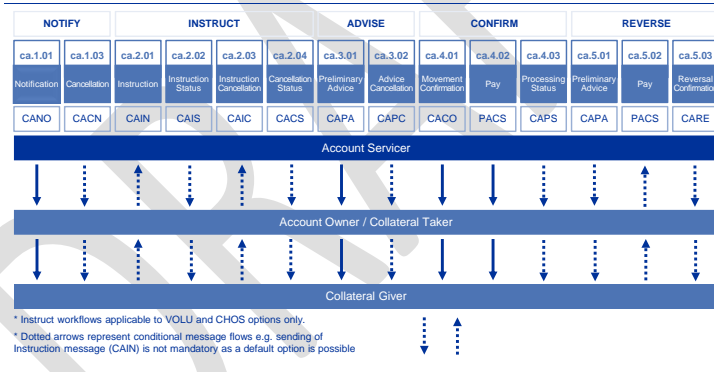 NOTIFY INSTRUCT ADVISE CONFIRM REVERSE
ca.1.01 ca.1.03 ca.2.01 ca.2.02 ca.2.03 ca.2.04 ca.3.01 ca.3.02 ca.4.01 ca.4.02 ca.4.03 ca.5.01 ca.5.02 ca.5.03
Notification Cancellation Instruction Instruction Status Instruction Cancellation Cancellation Status Preliminary Advice Advice Cancellation Movement Confirmation Pay Processing Status Preliminary Advice Pay Reversal Confirmation
CANO CACN CAIN CAIS CAIC CACS CAPA CAPC CACO PACS CAPS CAPA PACS CARE
Account Servicer
Account Owner / Collateral Taker
Collateral Giver
* Instruct workflows applicable to VOLU and CHOS options only.
* Dotted arrows represent conditional message flows e.g. sending of
Instruction message (CAIN) is not mandatory as a default option is possible